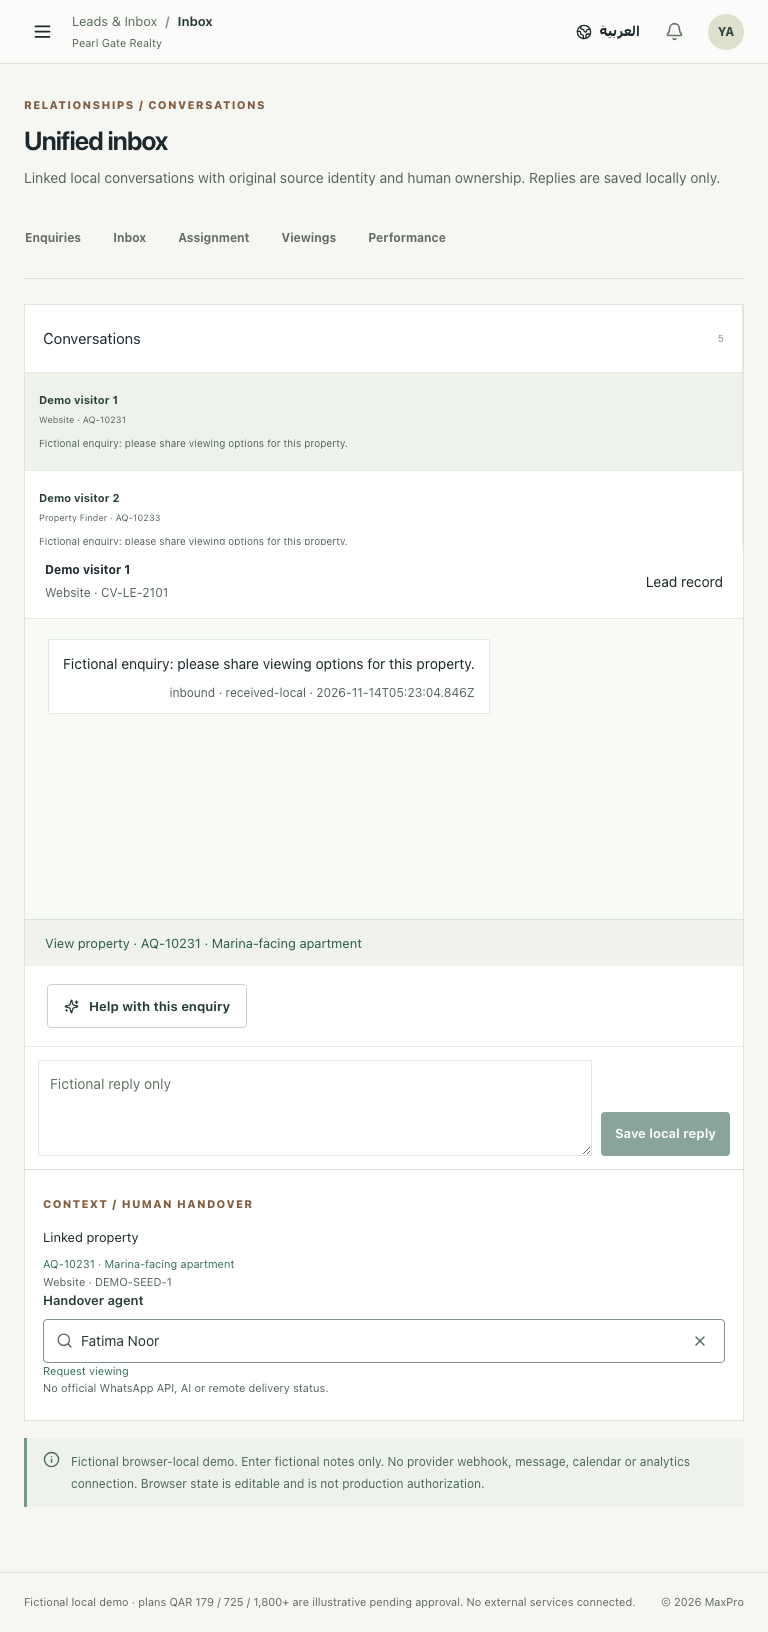 Leads & Inbox / Inbox
Pearl Gate Realty
العربية
YA
RELATIONSHIPS / CONVERSATIONS
Unified inbox
Linked local conversations with original source identity and human ownership. Replies are saved locally only.
Enquiries Inbox Assignment Viewings Performance
Conversations 5
Demo visitor 1
Website · AQ-10231
Fictional enquiry: please share viewing options for this property.
Demo visitor 2
Property Finder · AQ-10233
Fictional enquiry: please share viewing options for this property.
Demo visitor 1
Website · CV-LE-2101
Lead record
Fictional enquiry: please share viewing options for this property.
inbound · received-local · 2026-11-14T05:23:04.846Z
View property · AQ-10231 · Marina-facing apartment
Help with this enquiry
Fictional reply only
Save local reply
CONTEXT / HUMAN HANDOVER
Linked property
AQ-10231 · Marina-facing apartment
Website · DEMO-SEED-1
Handover agent
Fatima Noor
Request viewing
No official WhatsApp API, AI or remote delivery status.
Fictional browser-local demo. Enter fictional notes only. No provider webhook, message, calendar or analytics
connection. Browser state is editable and is not production authorization.
Fictional local demo · plans QAR 179 / 725 / 1,800+ are illustrative pending approval. No external services connected.
© 2026 MaxPro